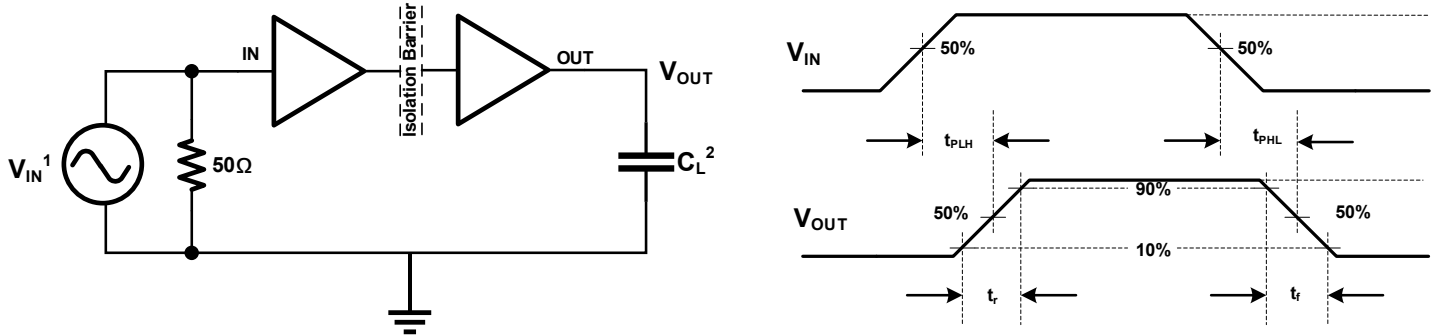 IN
Isolation Barrier
OUT
V_OUT
V_IN^1
50Ω
C_L^2
V_IN
50%
50%
t_PLH
t_PHL
V_OUT
90%
50%
50%
10%
t_r
t_f